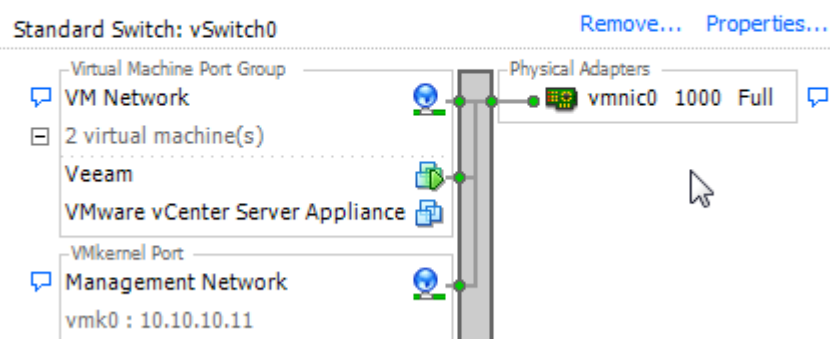 Standard Switch: vSwitch0 Remove... Properties...
Virtual Machine Port Group Physical Adapters
VM Network vmnic0 1000 Full
2 virtual machine(s)
Veeam
VMware vCenter Server Appliance
VMkernel Port
Management Network
vmk0 : 10.10.10.11